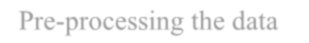 Pre-processing the data